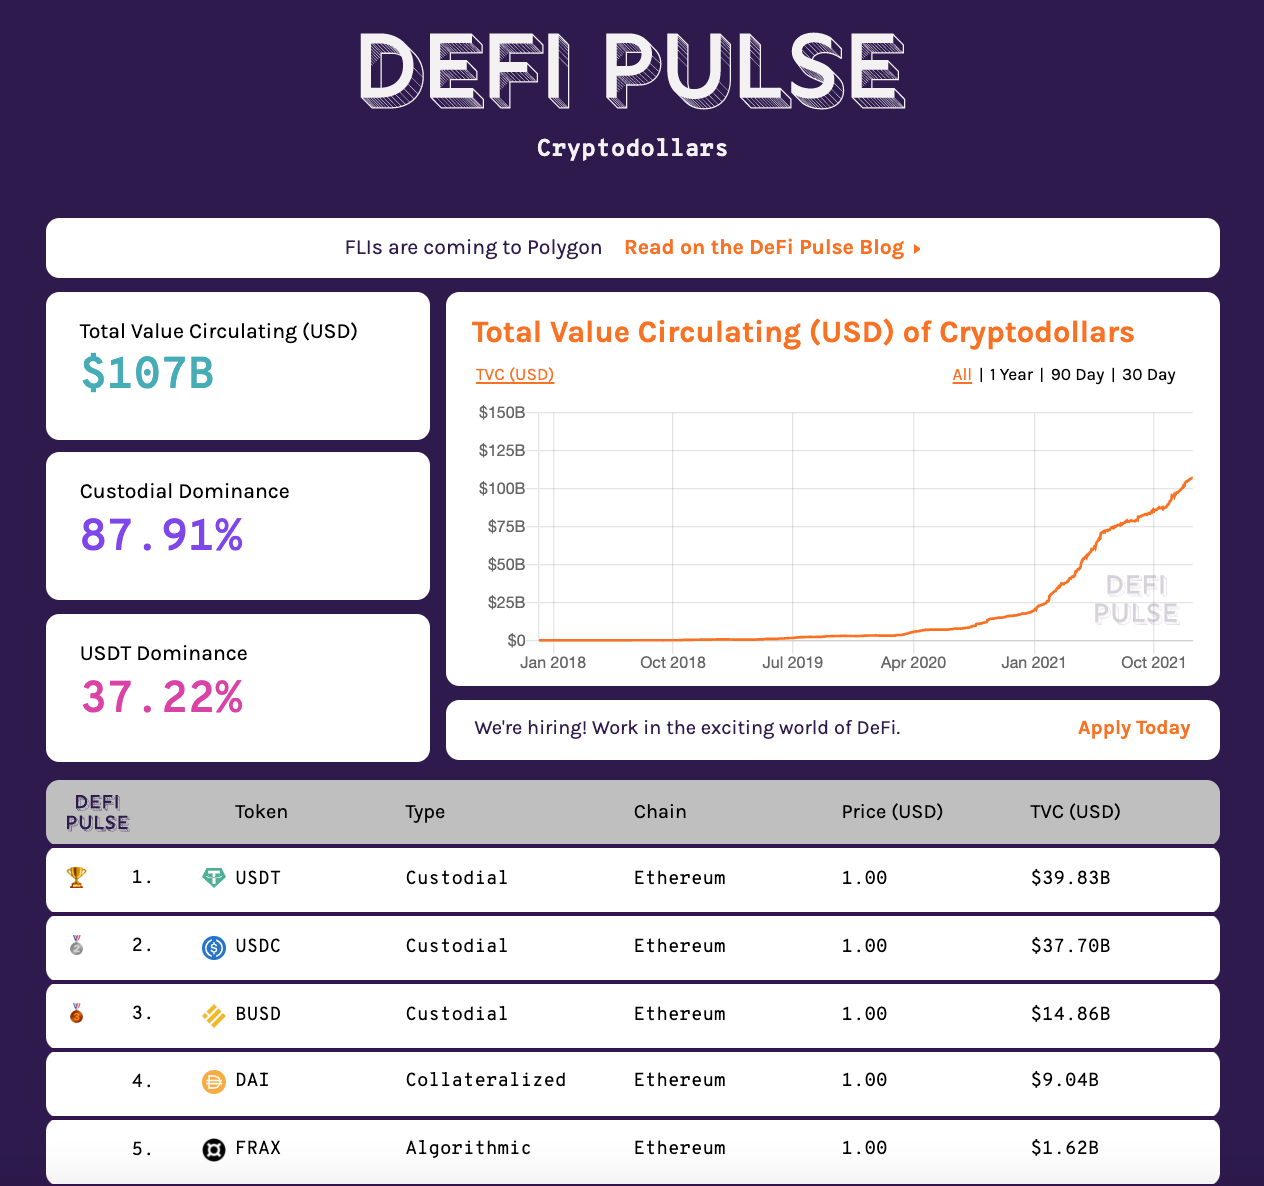 DEFI PULSE
Cryptodollars
FLIs are coming to Polygon Read on the DeFi Pulse Blog
Total Value Circulating (USD)
$107B
Custodial Dominance
87.91%
USDT Dominance
37.22%
Total Value Circulating (USD) of Cryptodollars
TVC (USD) All | 1 Year | 90 Day | 30 Day
$150B
$125B
$100B
$75B
$50B
$25B
$0
DEFI
PULSE
Jan 2018 Oct 2018 Jul 2019 Apr 2020 Jan 2021 Oct 2021
We're hiring! Work in the exciting world of DeFi. Apply Today
DEFI
PULSE
Token Type Chain Price (USD) TVC (USD)
1. USDT Custodial Ethereum 1.00 $39.83B
2 2. USDC Custodial Ethereum 1.00 $37.70B
3 3. BUSD Custodial Ethereum 1.00 $14.86B
4. DAI Collateralized Ethereum 1.00 $9.04B
5. FRAX Algorithmic Ethereum 1.00 $1.62B